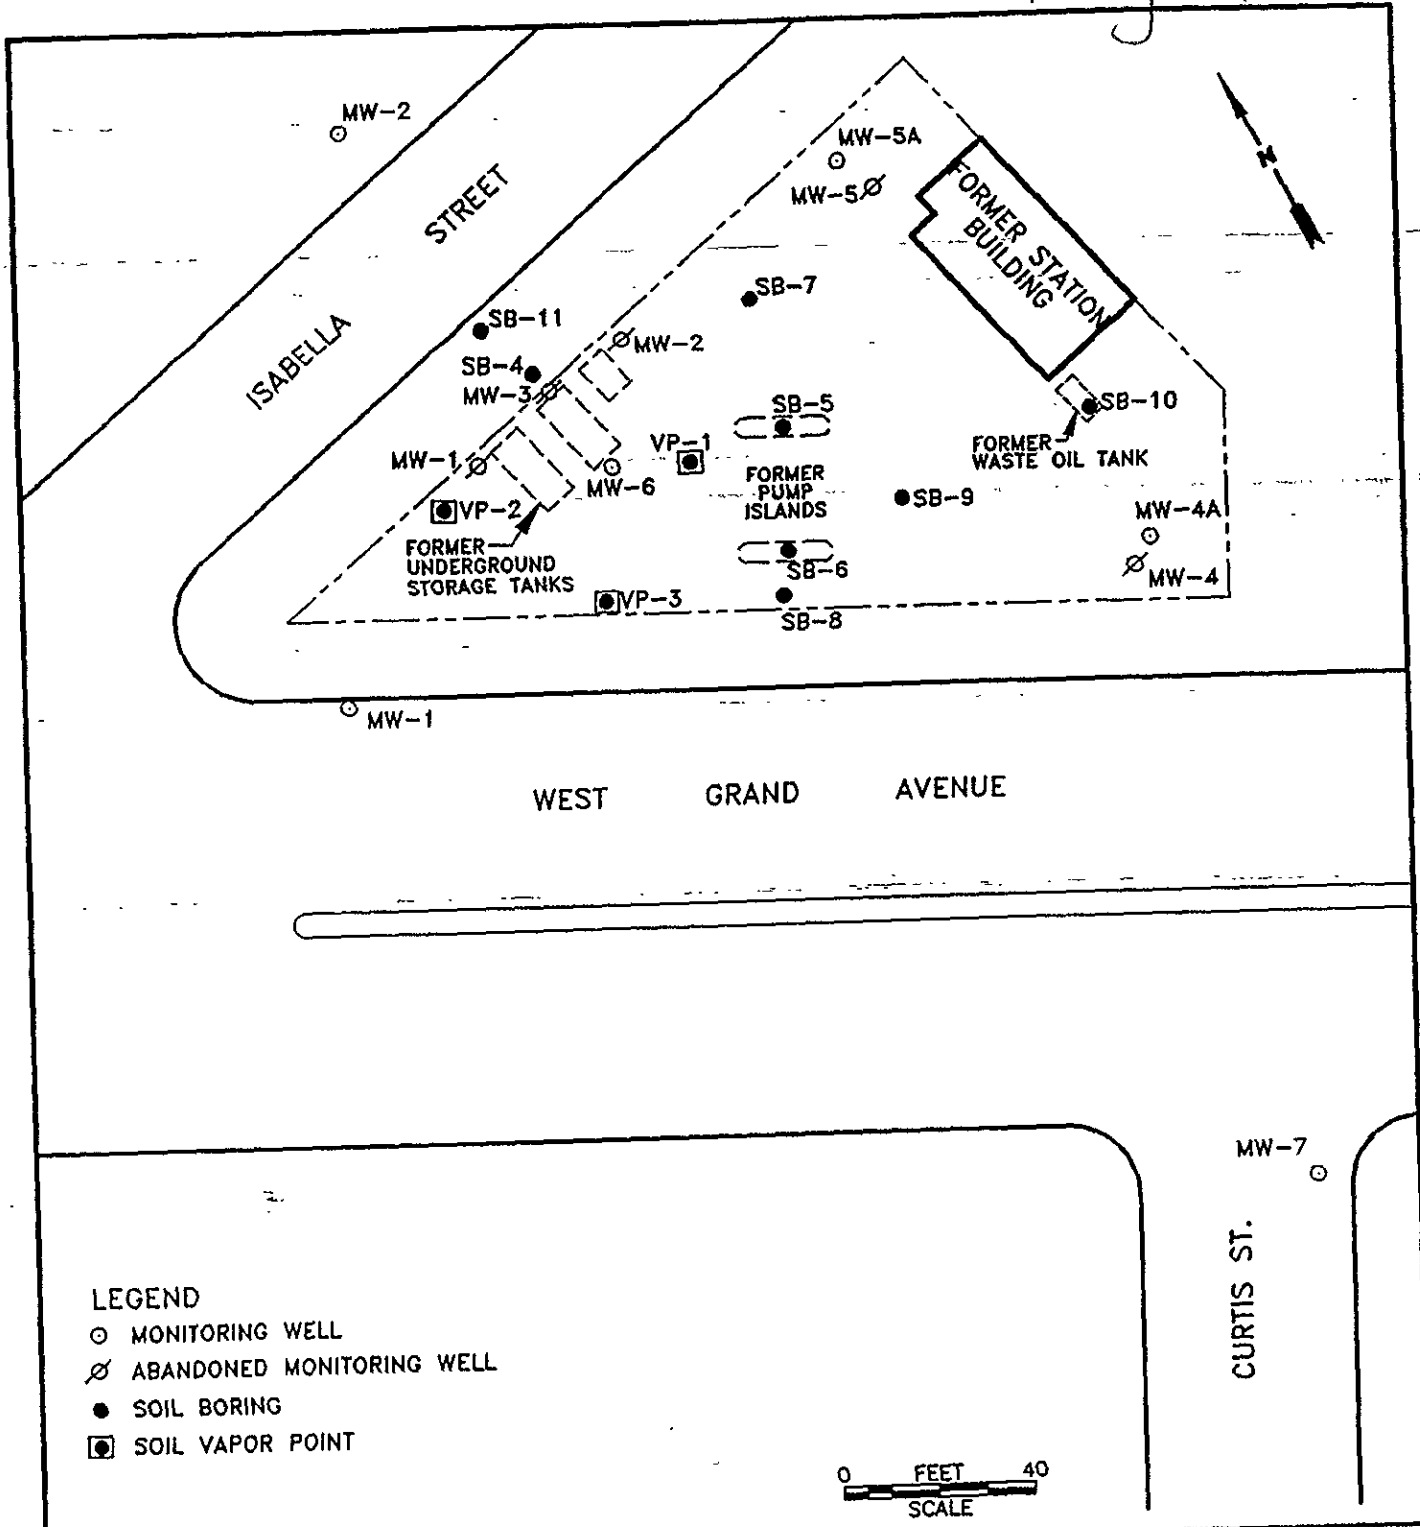 MW-2
MW-5A
MW-5
N
FORMER STATION
BUILDING
STREET
ISABELLA
SB-7
SB-11
MW-2
SB-4
MW-3
SB-5
SB-10
FORMER
WASTE OIL TANK
MW-1
VP-1
MW-6
FORMER
PUMP
ISLANDS
SB-9
VP-2
MW-4A
FORMER
UNDERGROUND
STORAGE TANKS
SB-6
MW-4
VP-3
SB-8
MW-1
WEST GRAND AVENUE
MW-7
CURTIS ST.
LEGEND
MONITORING WELL
ABANDONED MONITORING WELL
SOIL BORING
SOIL VAPOR POINT
0 FEET 40
SCALE